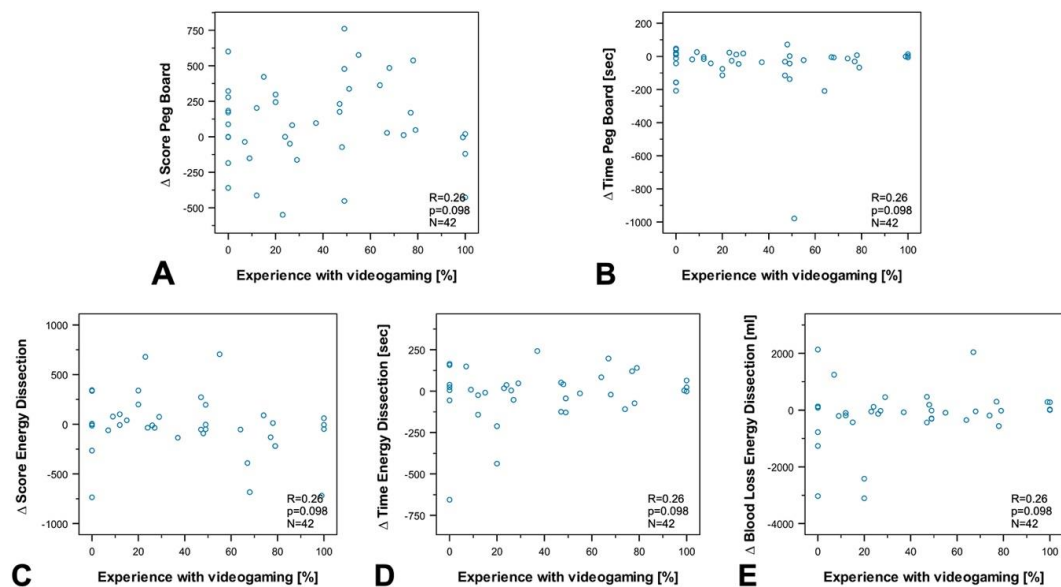 750
500
250
0
-250
-500
Δ Score Peg Board
R=0.26
p=0.098
N=42
0 20 40 60 80 100
Experience with videogaming [%]
A
200
0
-200
-400
-600
-800
-1000
Δ Time Peg Board [sec]
R=0.26
p=0.098
N=42
0 20 40 60 80 100
Experience with videogaming [%]
B
1000
500
0
-500
-1000
Δ Score Energy Dissection
R=0.26
p=0.098
N=42
0 20 40 60 80 100
Experience with videogaming [%]
C
250
0
-250
-500
-750
Δ Time Energy Dissection [sec]
R=0.26
p=0.098
N=42
0 20 40 60 80 100
Experience with videogaming [%]
D
2000
0
-2000
-4000
Δ Blood Loss Energy Dissection [ml]
R=0.26
p=0.098
N=42
0 20 40 60 80 100
Experience with videogaming [%]
E